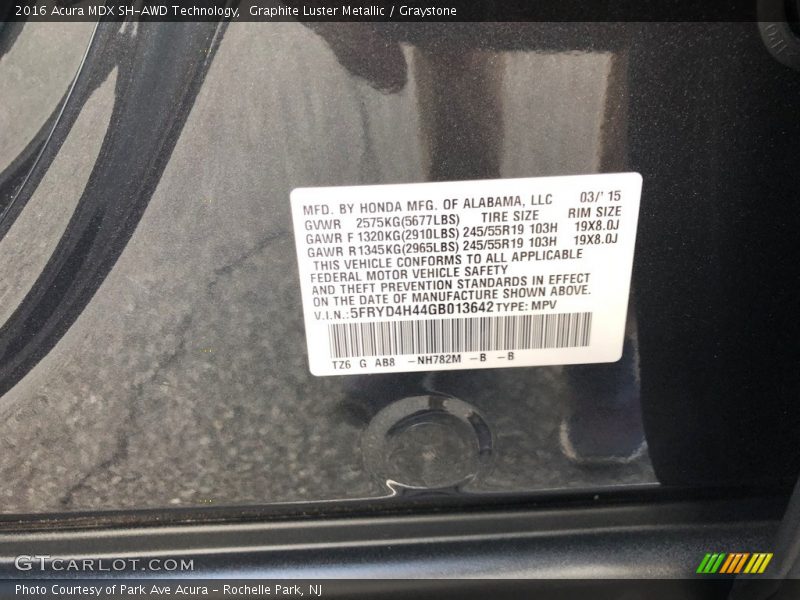 2016 Acura MDX SH-AWD Technology,  Graphite Luster Metallic / Graystone
MFD. BY HONDA MFG. OF ALABAMA, LLC 03/'15
GVWR 2575KG(5677LBS) TIRE SIZE RIM SIZE
GAWR F 1320KG(2910LBS) 245/55R19 103H 19X8.0J
GAWR R1345KG(2965LBS) 245/55R19 103H 19X8.0J
THIS VEHICLE CONFORMS TO ALL APPLICABLE
FEDERAL MOTOR VEHICLE SAFETY
AND THEFT PREVENTION STANDARDS IN EFFECT
ON THE DATE OF MANUFACTURE SHOWN ABOVE.
V.I.N.:5FRYD4H44GB013642 TYPE: MPV
TZ6 G AB8 -NH782M -B -B
GTCARLOT.COM
Photo Courtesy of Park Ave Acura - Rochelle Park, NJ